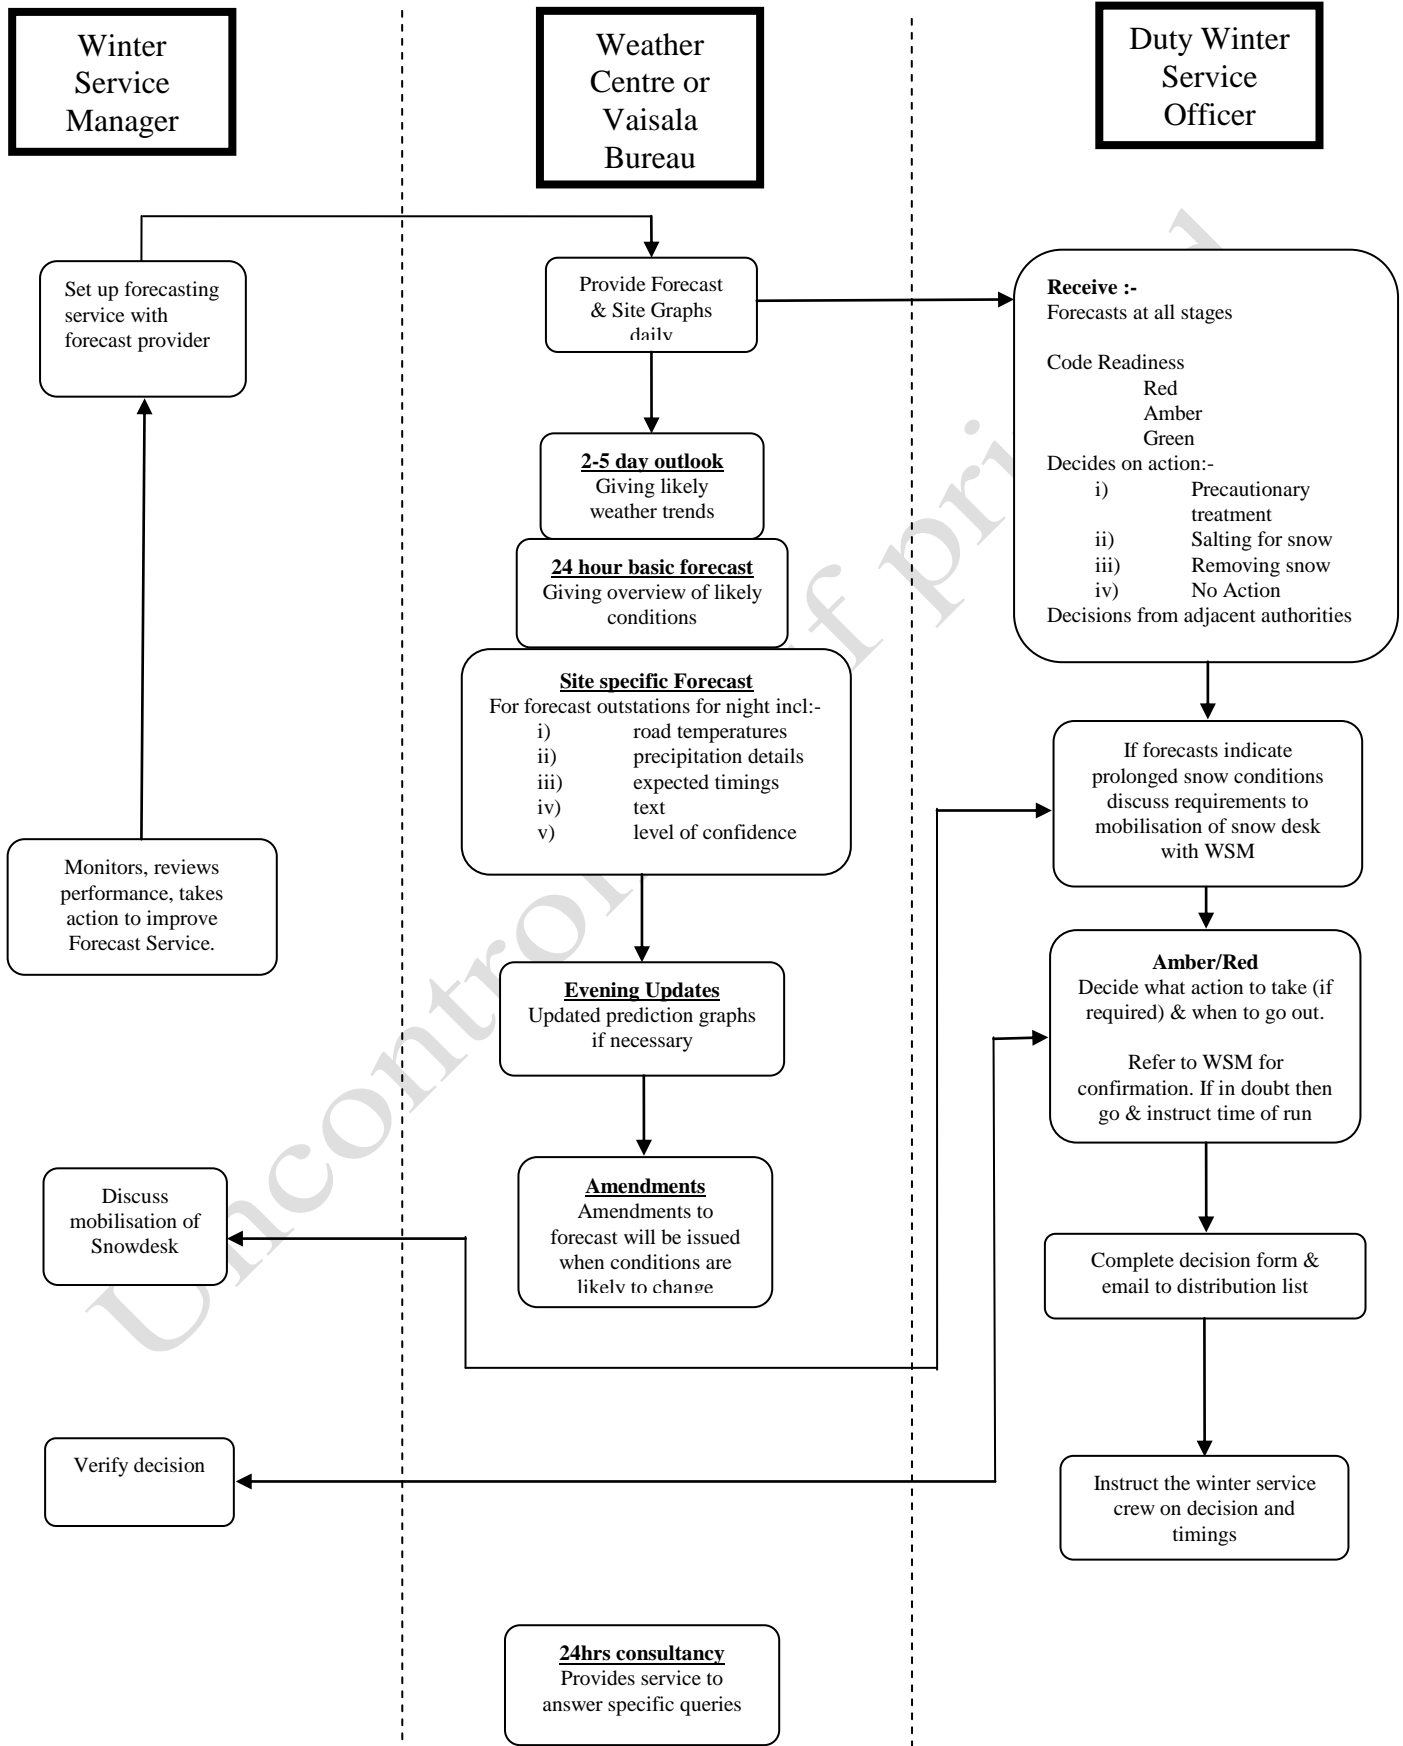 Winter
Service
Manager
Weather
Centre or
Vaisala
Bureau
Duty Winter
Service
Officer
Set up forecasting
service with
forecast provider
Monitors, reviews
performance, takes
action to improve
Forecast Service.
Discuss
mobilisation of
Snowdesk
Verify decision
Provide Forecast
& Site Graphs
daily
2-5 day outlook
Giving likely
weather trends
24 hour basic forecast
Giving overview of likely
conditions
Site specific Forecast
For forecast outstations for night incl:-
i) road temperatures
ii) precipitation details
iii) expected timings
iv) text
v) level of confidence
Evening Updates
Updated prediction graphs
if necessary
Amendments
Amendments to
forecast will be issued
when conditions are
likely to change
24hrs consultancy
Provides service to
answer specific queries
Receive :-
Forecasts at all stages
Code Readiness
Red
Amber
Green
Decides on action:-
i) Precautionary
treatment
ii) Salting for snow
iii) Removing snow
iv) No Action
Decisions from adjacent authorities
If forecasts indicate
prolonged snow conditions
discuss requirements to
mobilisation of snow desk
with WSM
Amber/Red
Decide what action to take (if
required) & when to go out.
Refer to WSM for
confirmation. If in doubt then
go & instruct time of run
Complete decision form &
email to distribution list
Instruct the winter service
crew on decision and
timings